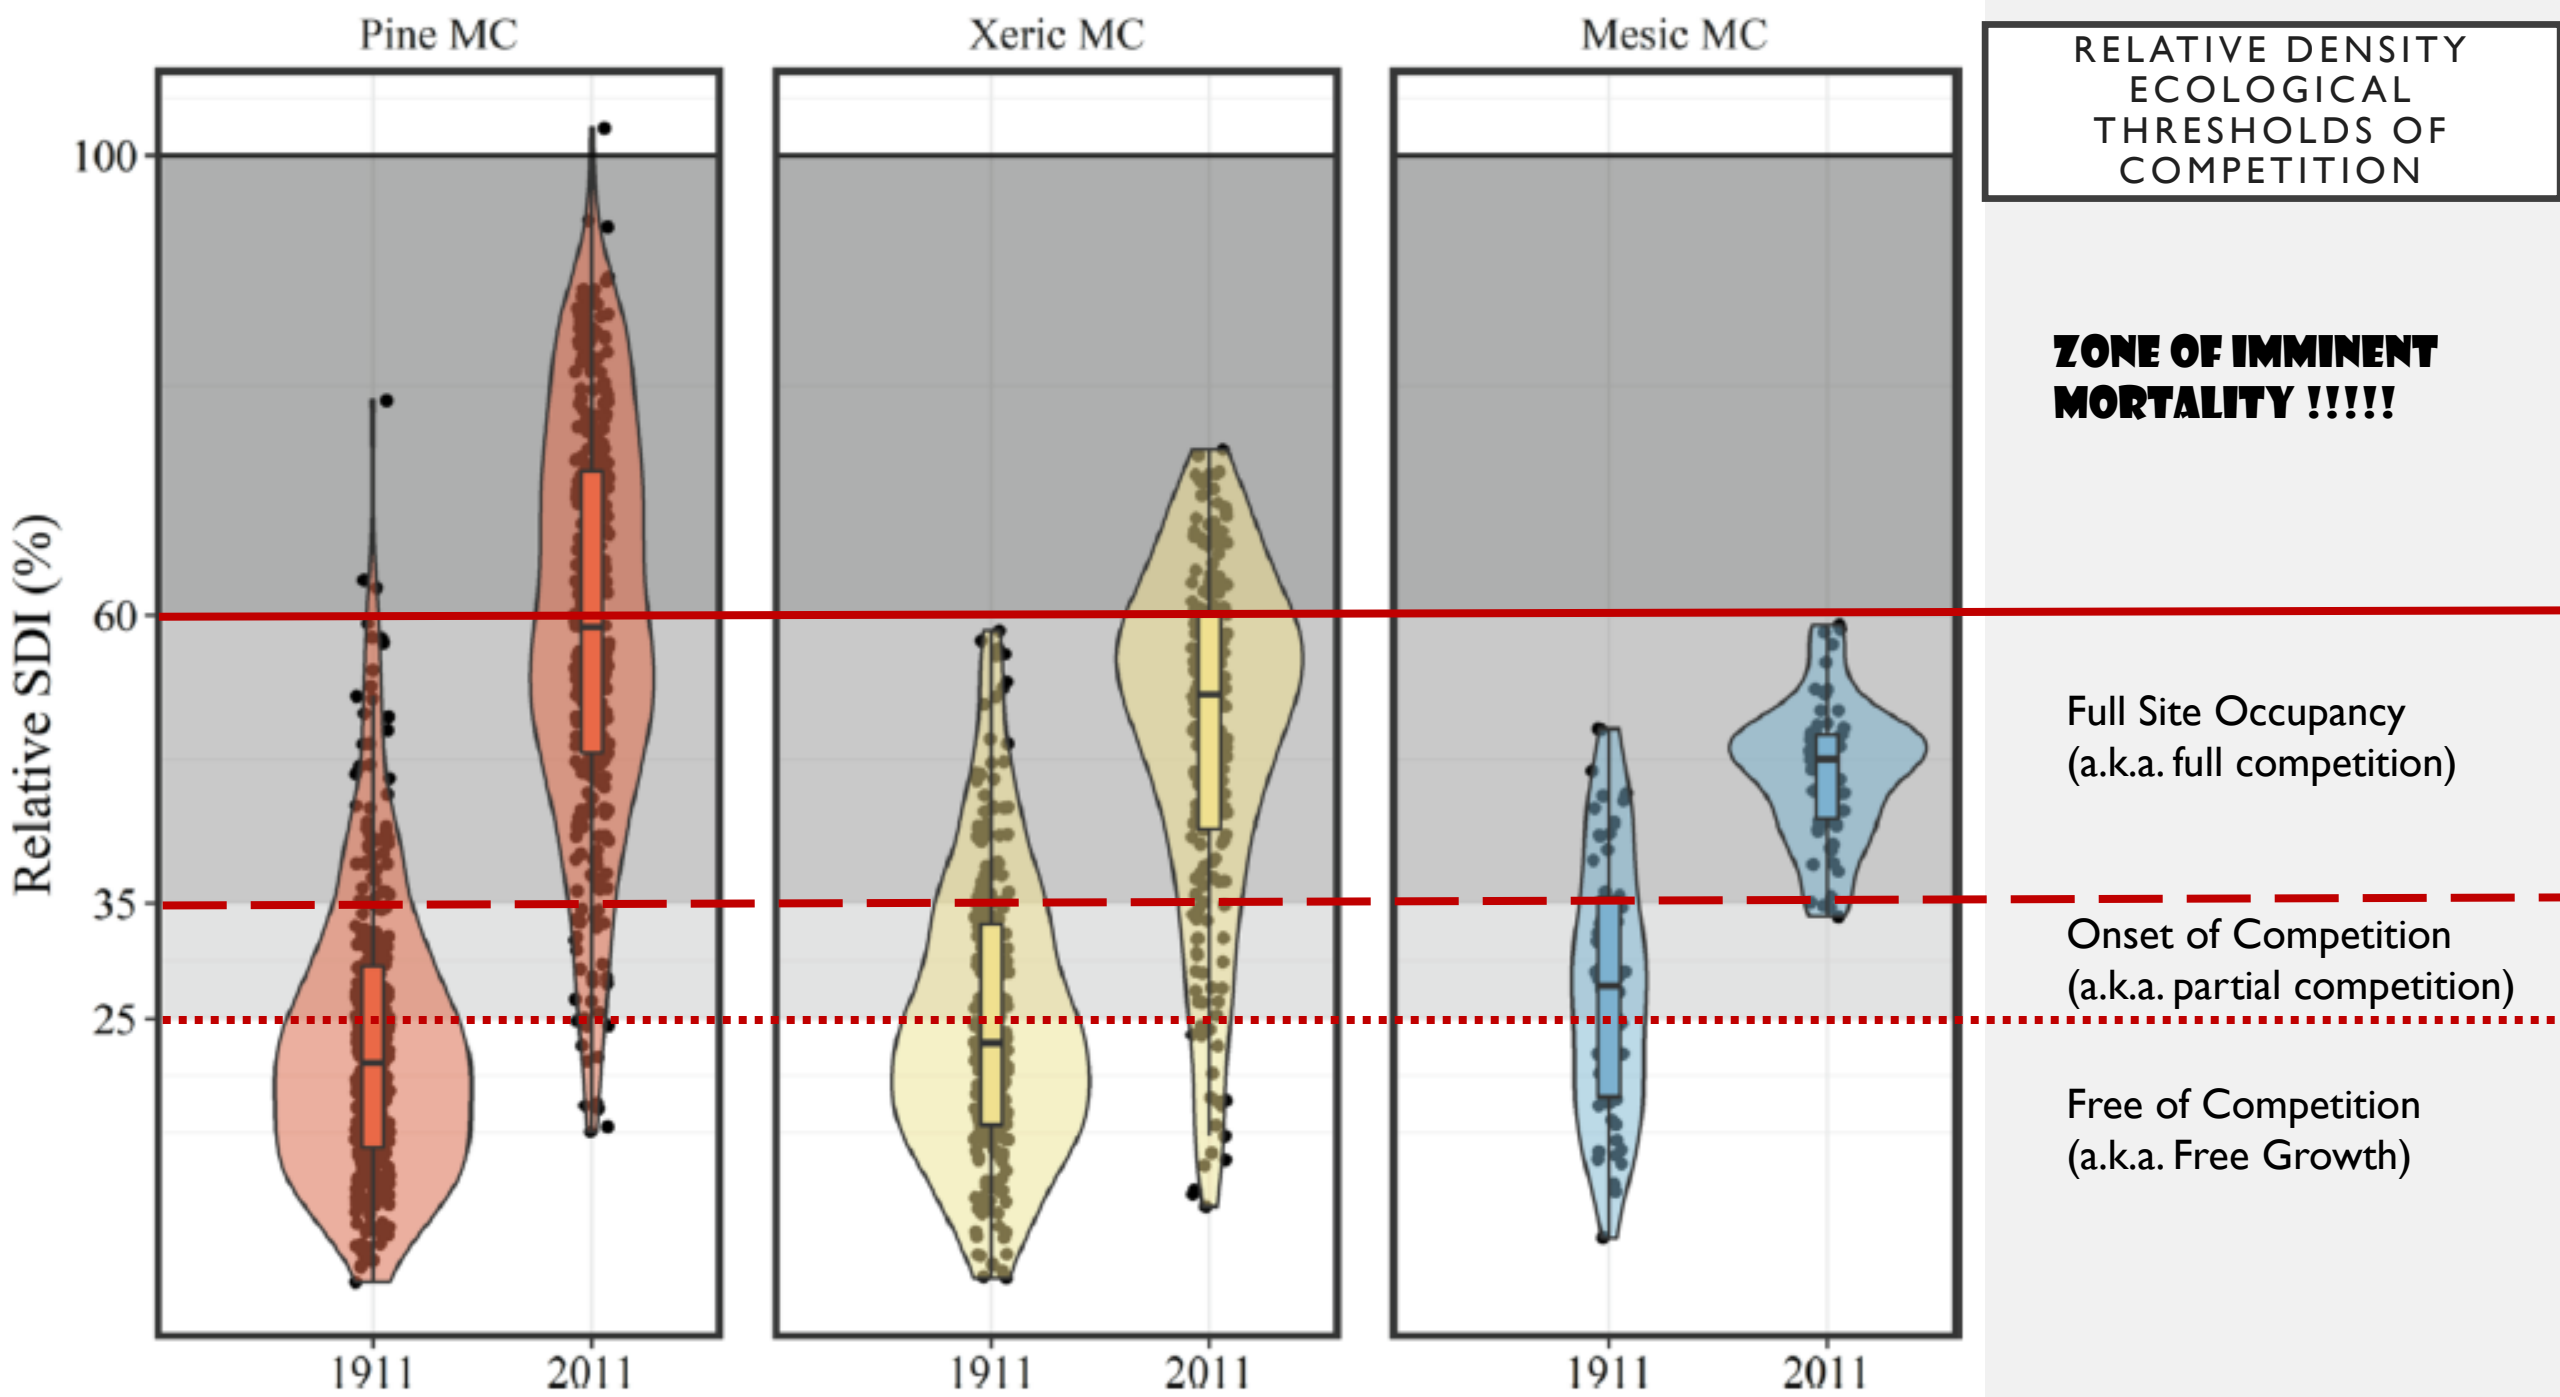 Pine MC
Xeric MC
Mesic MC
RELATIVE DENSITY
ECOLOGICAL
THRESHOLDS OF
COMPETITION
Relative SDI (%)
100
60
35
25
1911
2011
1911
2011
1911
2011
ZONE OF IMMINENT
MORTALITY !!!!!
Full Site Occupancy
(a.k.a. full competition)
Onset of Competition
(a.k.a. partial competition)
Free of Competition
(a.k.a. Free Growth)